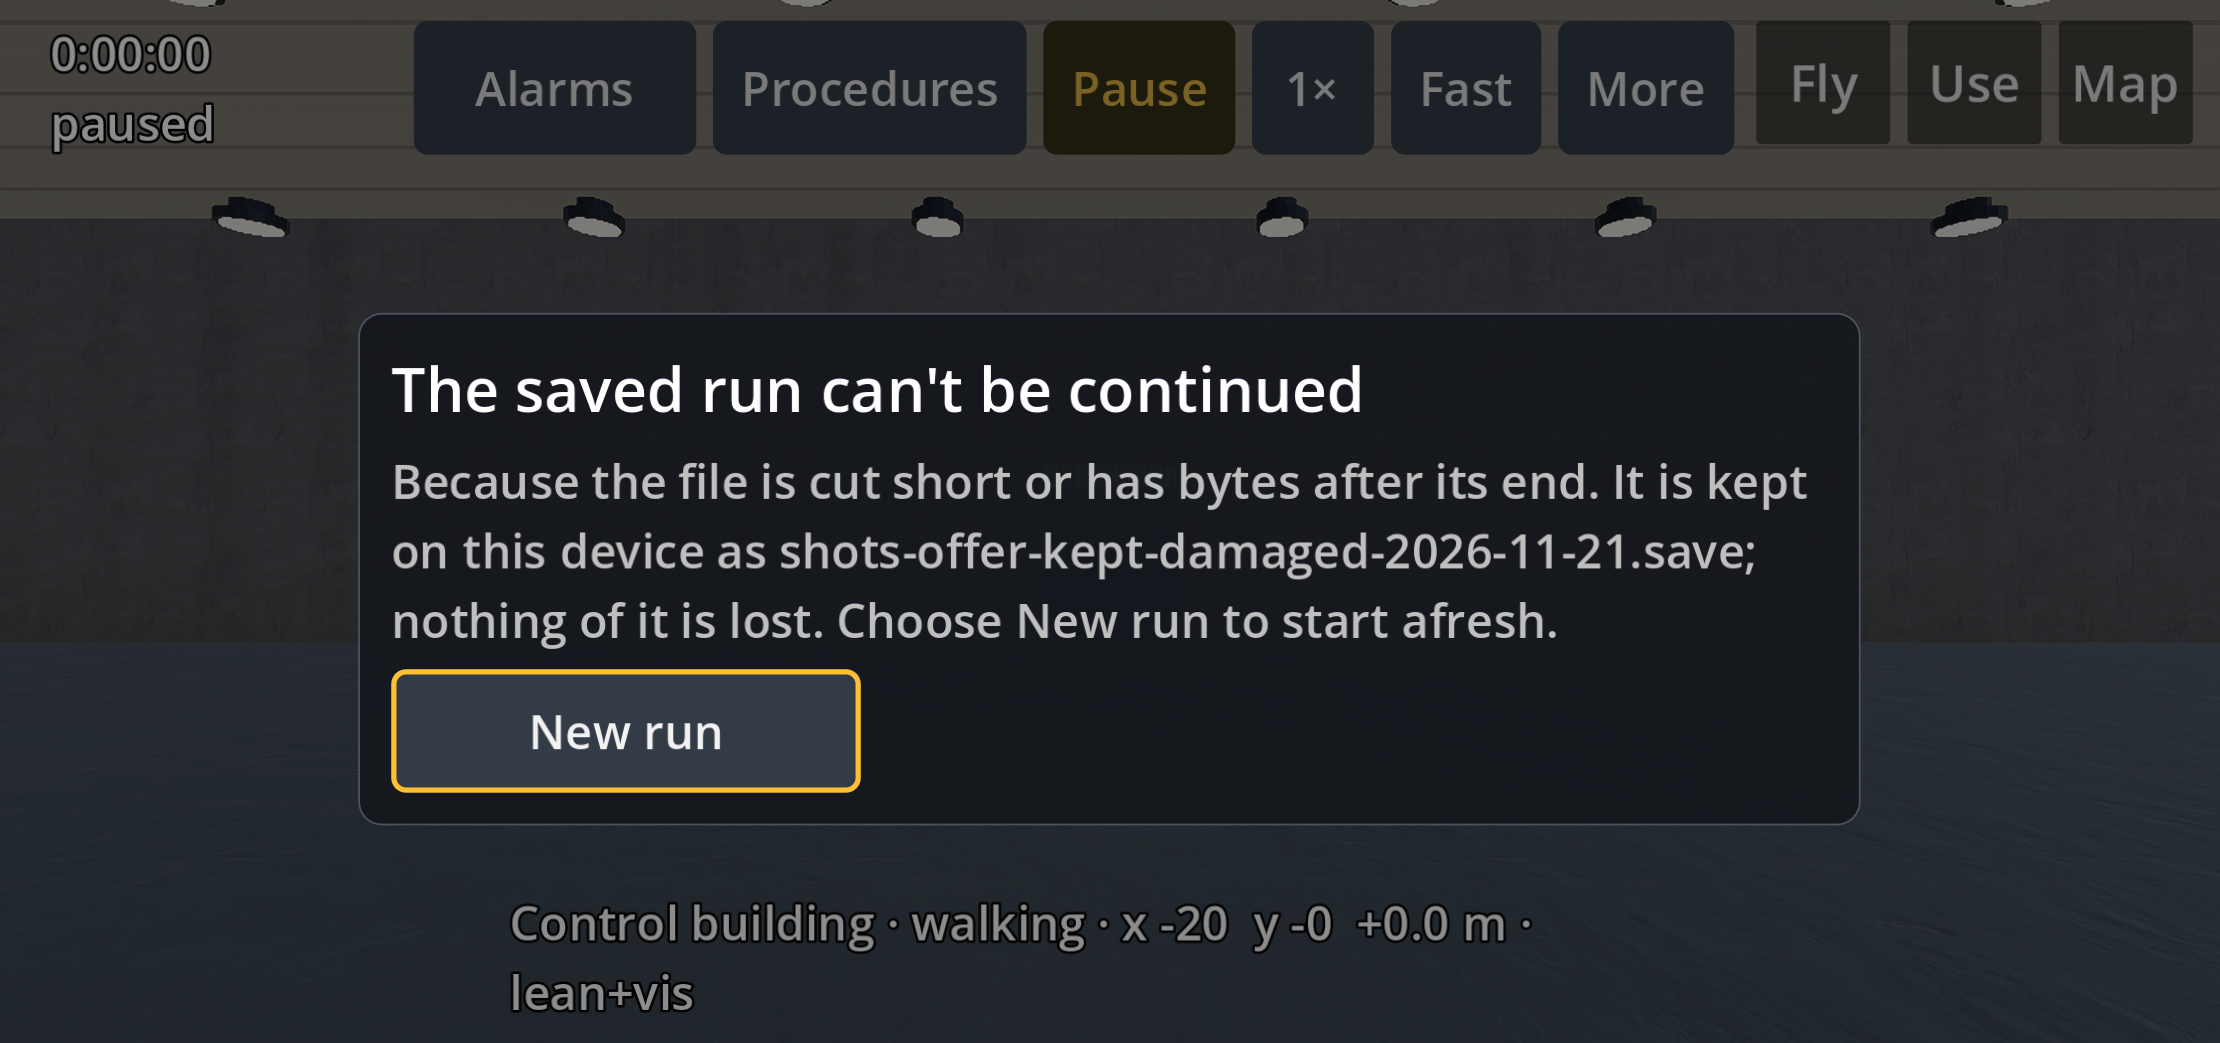 0:00:00
paused
Alarms
Procedures
Pause
1×
Fast
More
Fly
Use
Map
The saved run can't be continued
Because the file is cut short or has bytes after its end. It is kept
on this device as shots-offer-kept-damaged-2026-11-21.save;
nothing of it is lost. Choose New run to start afresh.
New run
Control building · walking · x -20  y -0  +0.0 m ·
lean+vis